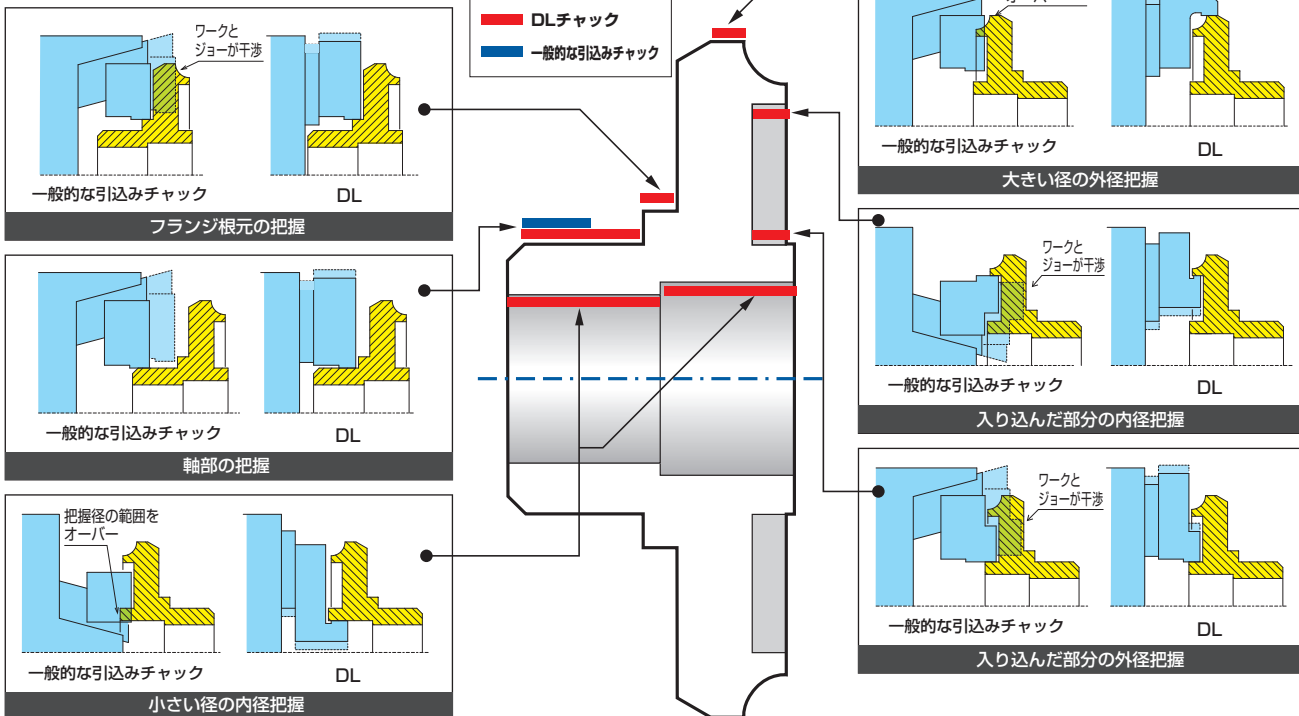 ワークと
ジョーが干渉
一般的な引込みチャック
DL
フランジ根元の把握
一般的な引込みチャック
DL
軸部の把握
把握径の範囲を
オーバー
一般的な引込みチャック
DL
小さい径の内径把握
DLチャック
一般的な引込みチャック
一般的な引込みチャック
DL
大きい径の外径把握
ワークと
ジョーが干渉
一般的な引込みチャック
DL
入り込んだ部分の内径把握
ワークと
ジョーが干渉
一般的な引込みチャック
DL
入り込んだ部分の外径把握